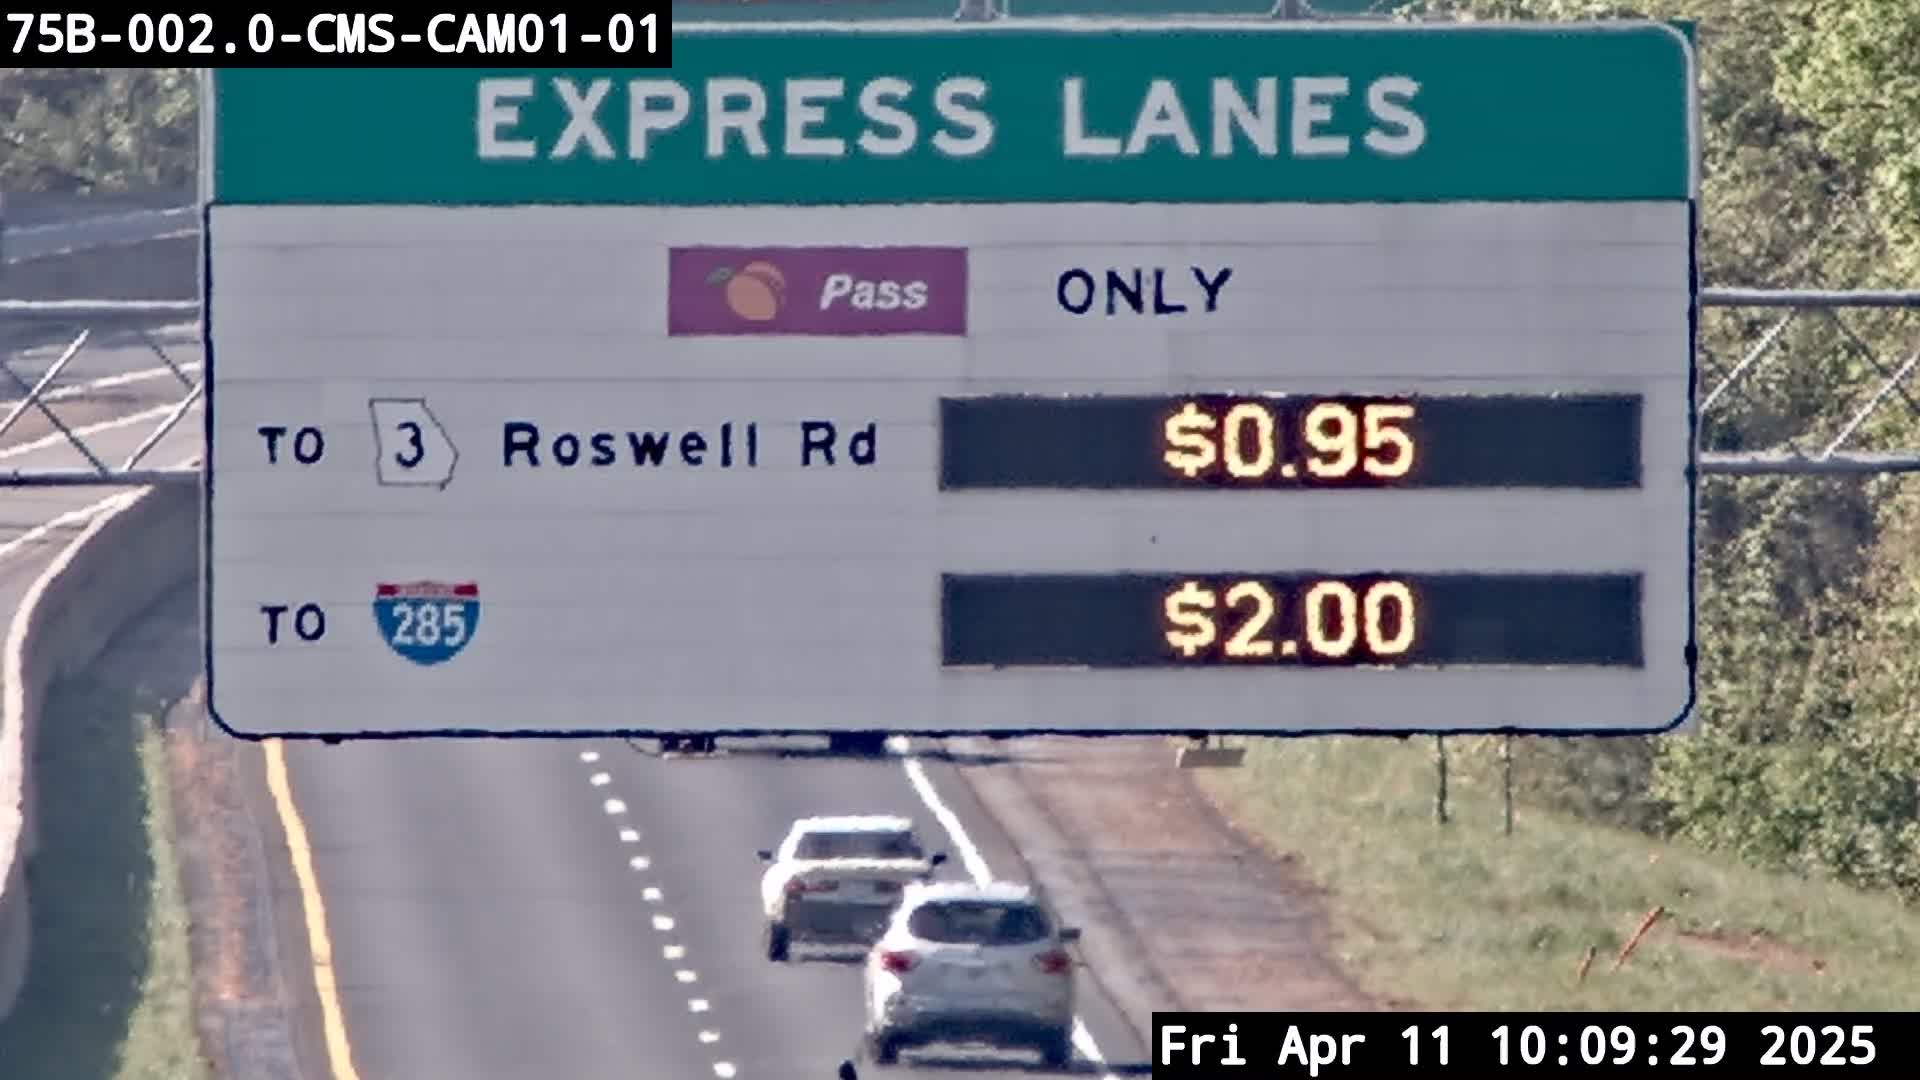 75B-002.0-CMS-CAM01-01
EXPRESS LANES
Pass ONLY
TO 3 Roswell Rd $0.95
TO 285 $2.00
Fri Apr 11 10:09:29 2025